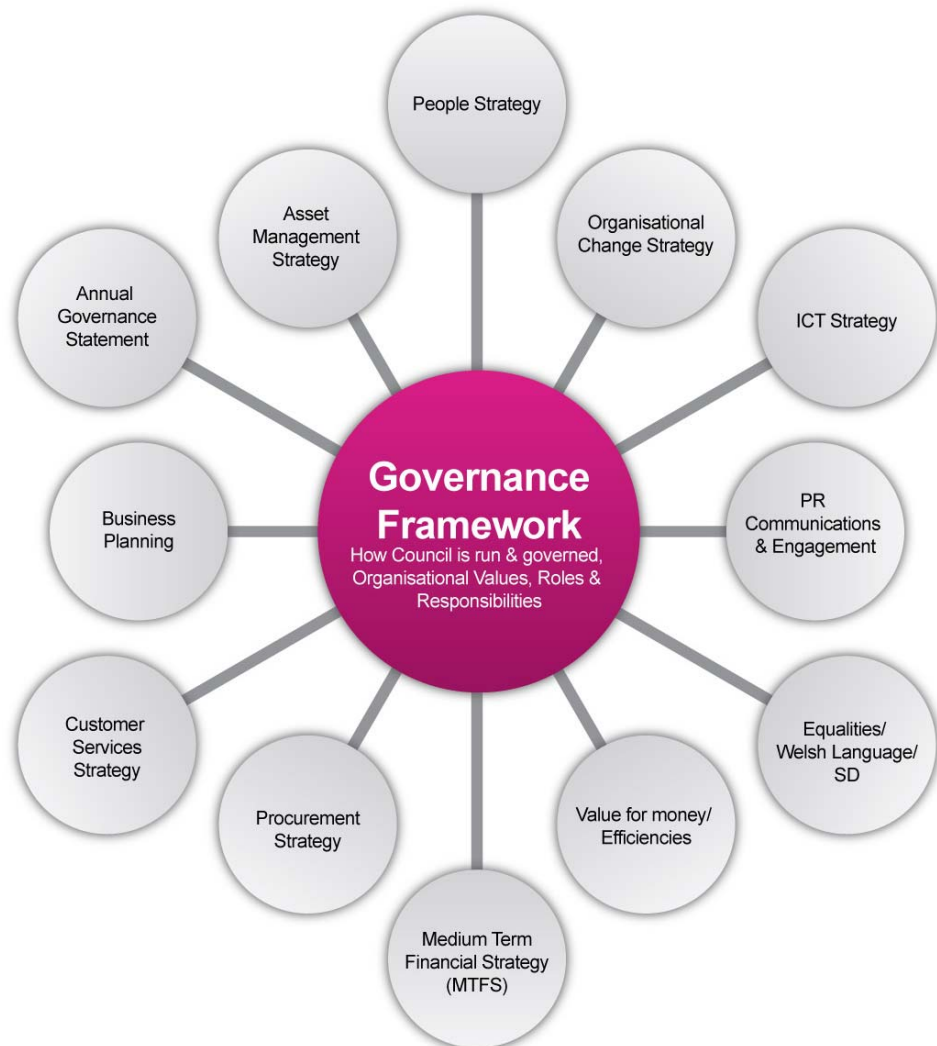 People Strategy
Asset
Management
Strategy
Organisational
Change Strategy
Annual
Governance
Statement
ICT Strategy
Governance
Framework
How Council is run & governed,
Organisational Values, Roles &
Responsibilities
Business
Planning
PR
Communications
& Engagement
Customer
Services
Strategy
Equalities/
Welsh Language/
SD
Procurement
Strategy
Value for money/
Efficiencies
Medium Term
Financial Strategy
(MTFS)